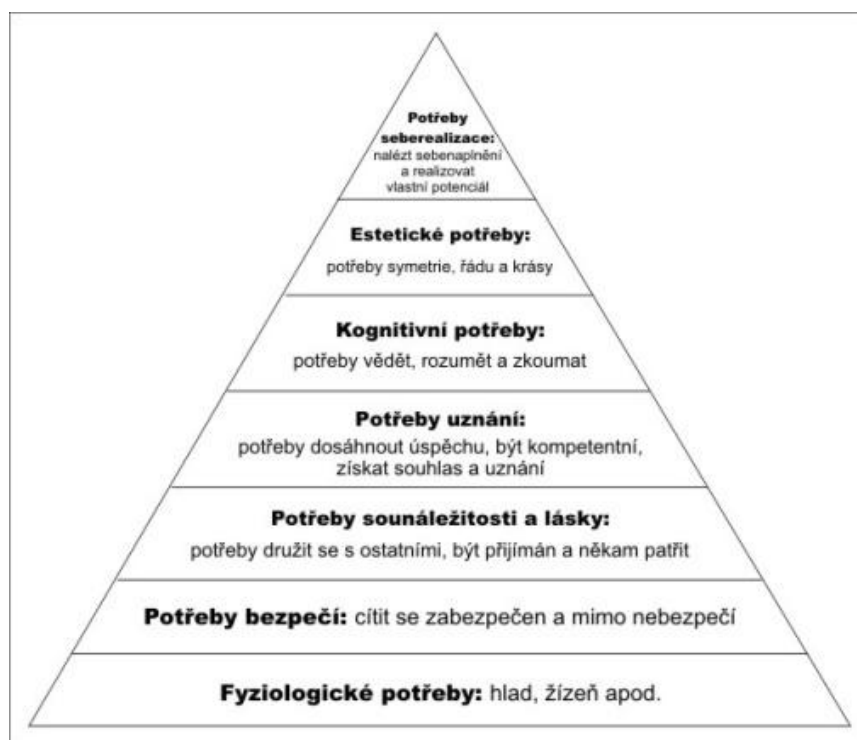 Potřeby
seberealizace:
nalézt sebenaplnění
a realizovat
vlastní potenciál
Estetické potřeby:
potřeby symetrie, řádu a krásy
Kognitivní potřeby:
potřeby vědět, rozumět a zkoumat
Potřeby uznání:
potřeby dosáhnout úspěchu, být kompetentní,
získat souhlas a uznání
Potřeby sounáležitosti a lásky:
potřeby družit se s ostatními, být přijímán a někam patřit
Potřeby bezpečí: cítit se zabezpečen a mimo nebezpečí
Fyziologické potřeby: hlad, žízeň apod.